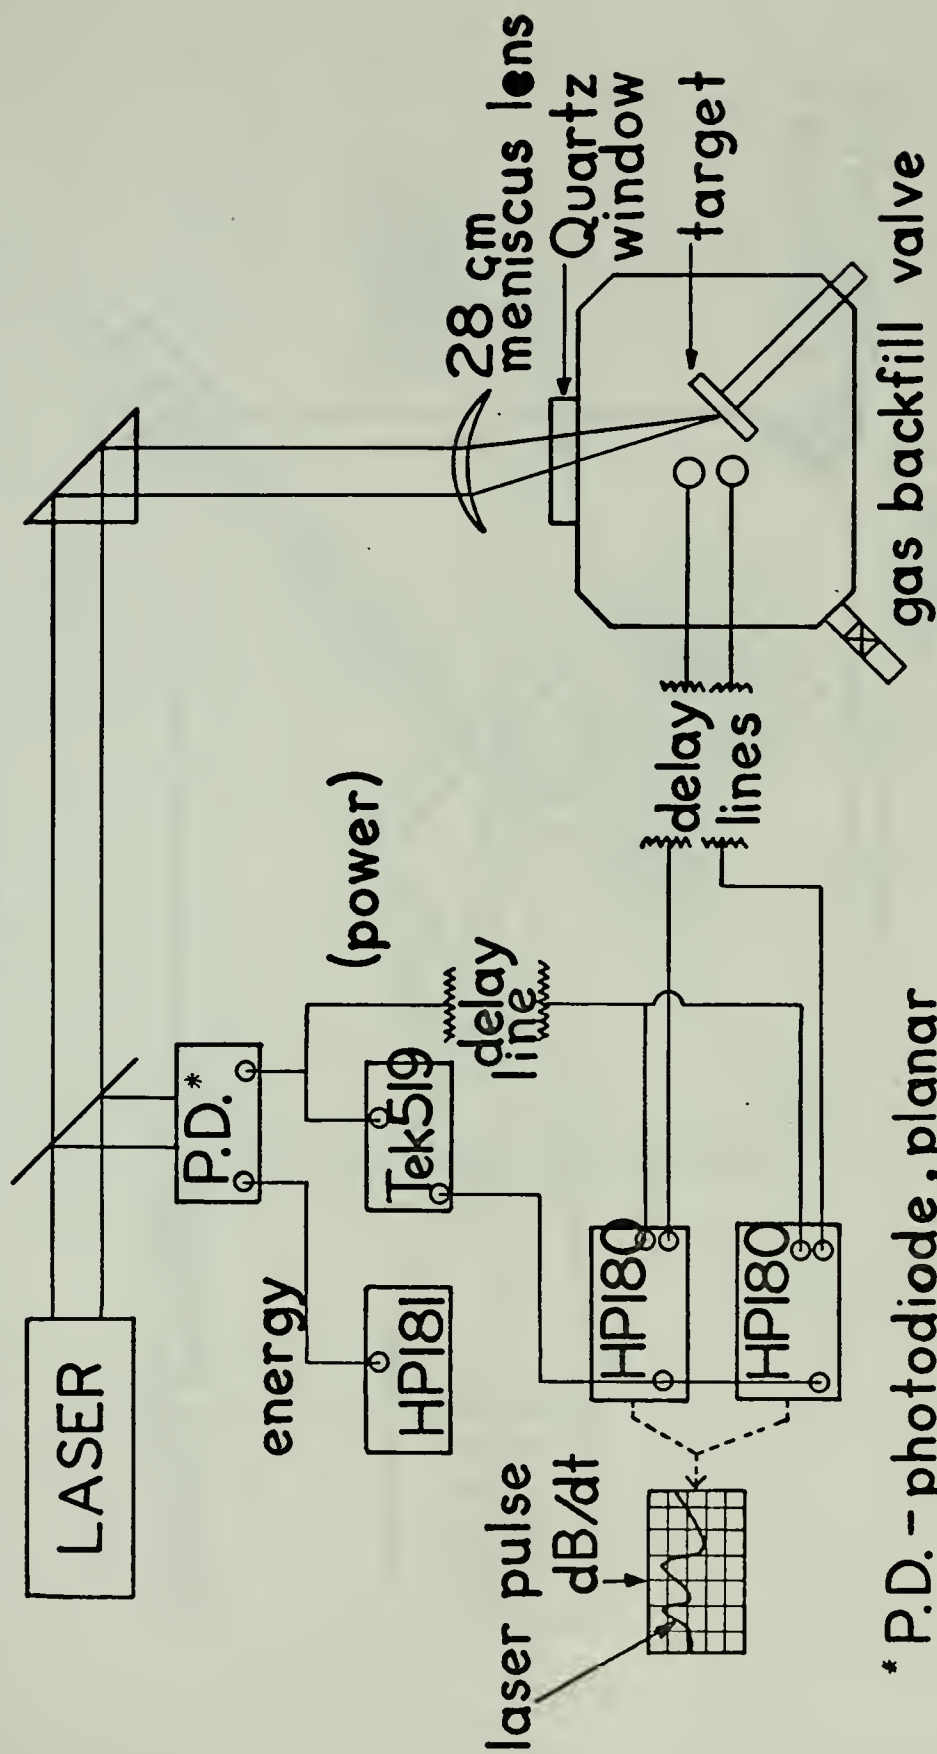 LASER
P.D.*
energy
(power)
HP181
Tek519
delay
line
28 cm
meniscus lens
Quartz
window
target
laser pulse
dB/dt
HP180
HP180
delay
lines
gas backfill valve
* P.D. - photodiode, planar